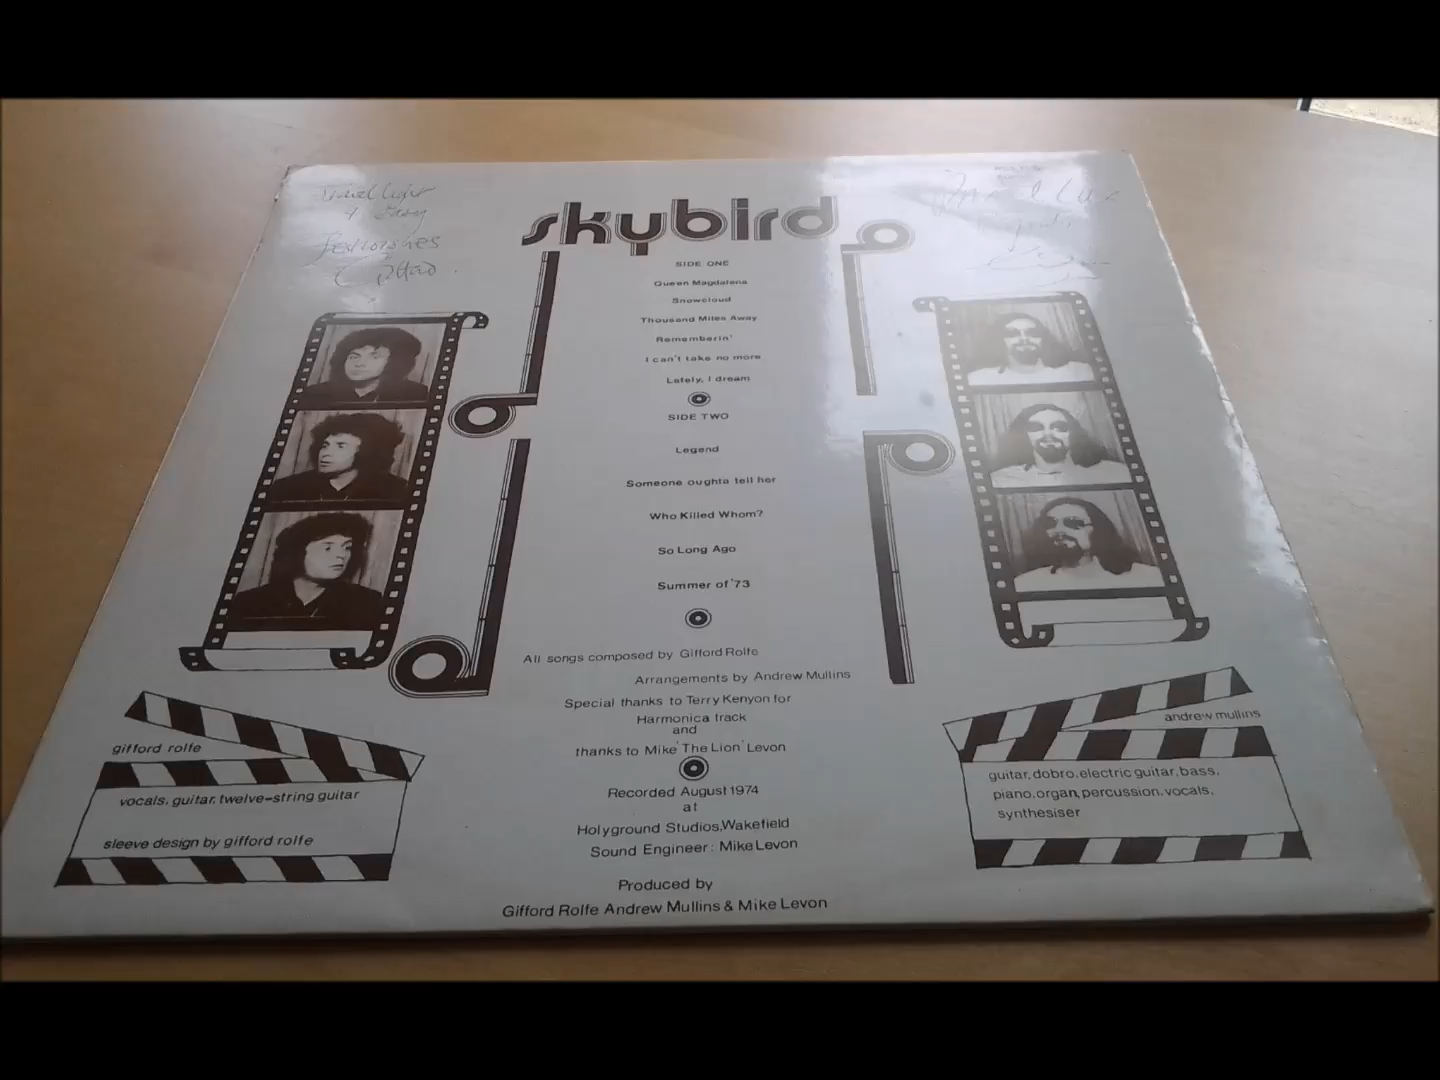 skybird
SIDE ONE
Queen Magdalena
Snowcloud
Thousand Miles Away
Rememberin'
I can't take no more
Lately, I dream
SIDE TWO
Legend
Someone oughta tell her
Who Killed Whom?
So Long Ago
Summer of '73
All songs composed by Gifford Rolfe
Arrangements by Andrew Mullins
Special thanks to Terry Kenyon for
Harmonica track
and
thanks to Mike 'The Lion' Levon
Recorded August 1974
at
Holyground Studios, Wakefield
Sound Engineer: Mike Levon
Produced by
Gifford Rolfe Andrew Mullins & Mike Levon
gifford rolfe
vocals, guitar, twelve-string guitar
sleeve design by gifford rolfe
andrew mullins
guitar, dobro, electric guitar, bass,
piano, organ, percussion, vocals,
synthesiser
light
& Easy